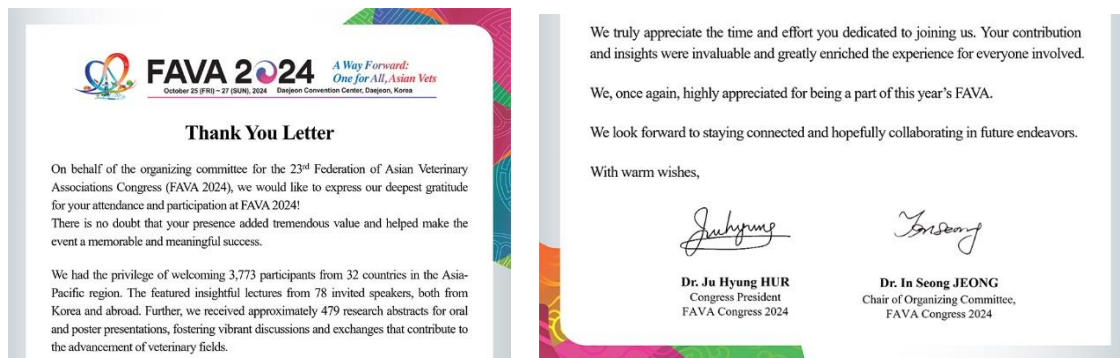 FAVA 2024
A Way Forward:
One for All, Asian Vets
October 25 (FRI) ~ 27 (SUN), 2024 Daejeon Convention Center, Daejeon, Korea
Thank You Letter
On behalf of the organizing committee for the 23rd Federation of Asian Veterinary
Associations Congress (FAVA 2024), we would like to express our deepest gratitude
for your attendance and participation at FAVA 2024!
There is no doubt that your presence added tremendous value and helped make the
event a memorable and meaningful success.
We had the privilege of welcoming 3,773 participants from 32 countries in the Asia-
Pacific region. The featured insightful lectures from 78 invited speakers, both from
Korea and abroad. Further, we received approximately 479 research abstracts for oral
and poster presentations, fostering vibrant discussions and exchanges that contribute to
the advancement of veterinary fields.
We truly appreciate the time and effort you dedicated to joining us. Your contribution
and insights were invaluable and greatly enriched the experience for everyone involved.
We, once again, highly appreciated for being a part of this year's FAVA.
We look forward to staying connected and hopefully collaborating in future endeavors.
With warm wishes,
Juhyung
Inseong
Dr. Ju Hyung HUR
Congress President
FAVA Congress 2024
Dr. In Seong JEONG
Chair of Organizing Committee,
FAVA Congress 2024